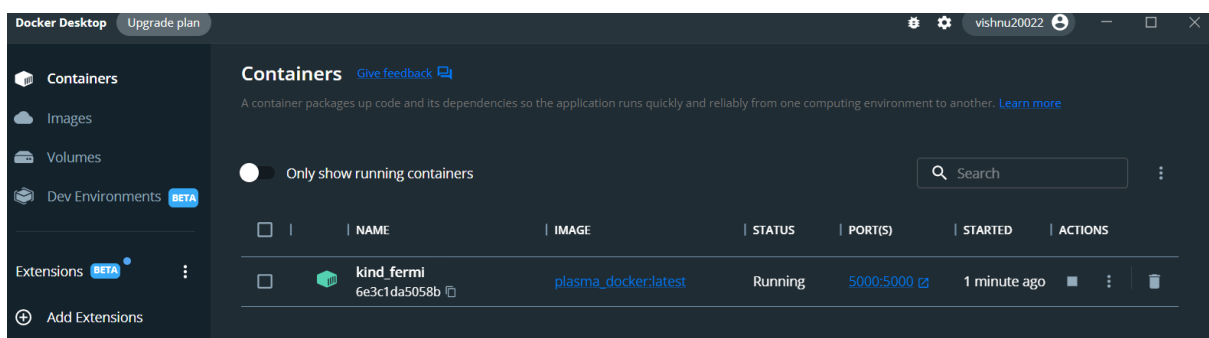 Docker Desktop Upgrade plan vishnu20022
Containers
Images
Volumes
Dev Environments BETA
Extensions BETA
Add Extensions
Containers Give feedback
A container packages up code and its dependencies so the application runs quickly and reliably from one computing environment to another. Learn more
Only show running containers Search
NAME IMAGE STATUS PORT(S) STARTED ACTIONS
kind_fermi plasma_docker:latest Running 5000:5000 1 minute ago
6e3c1da5058b